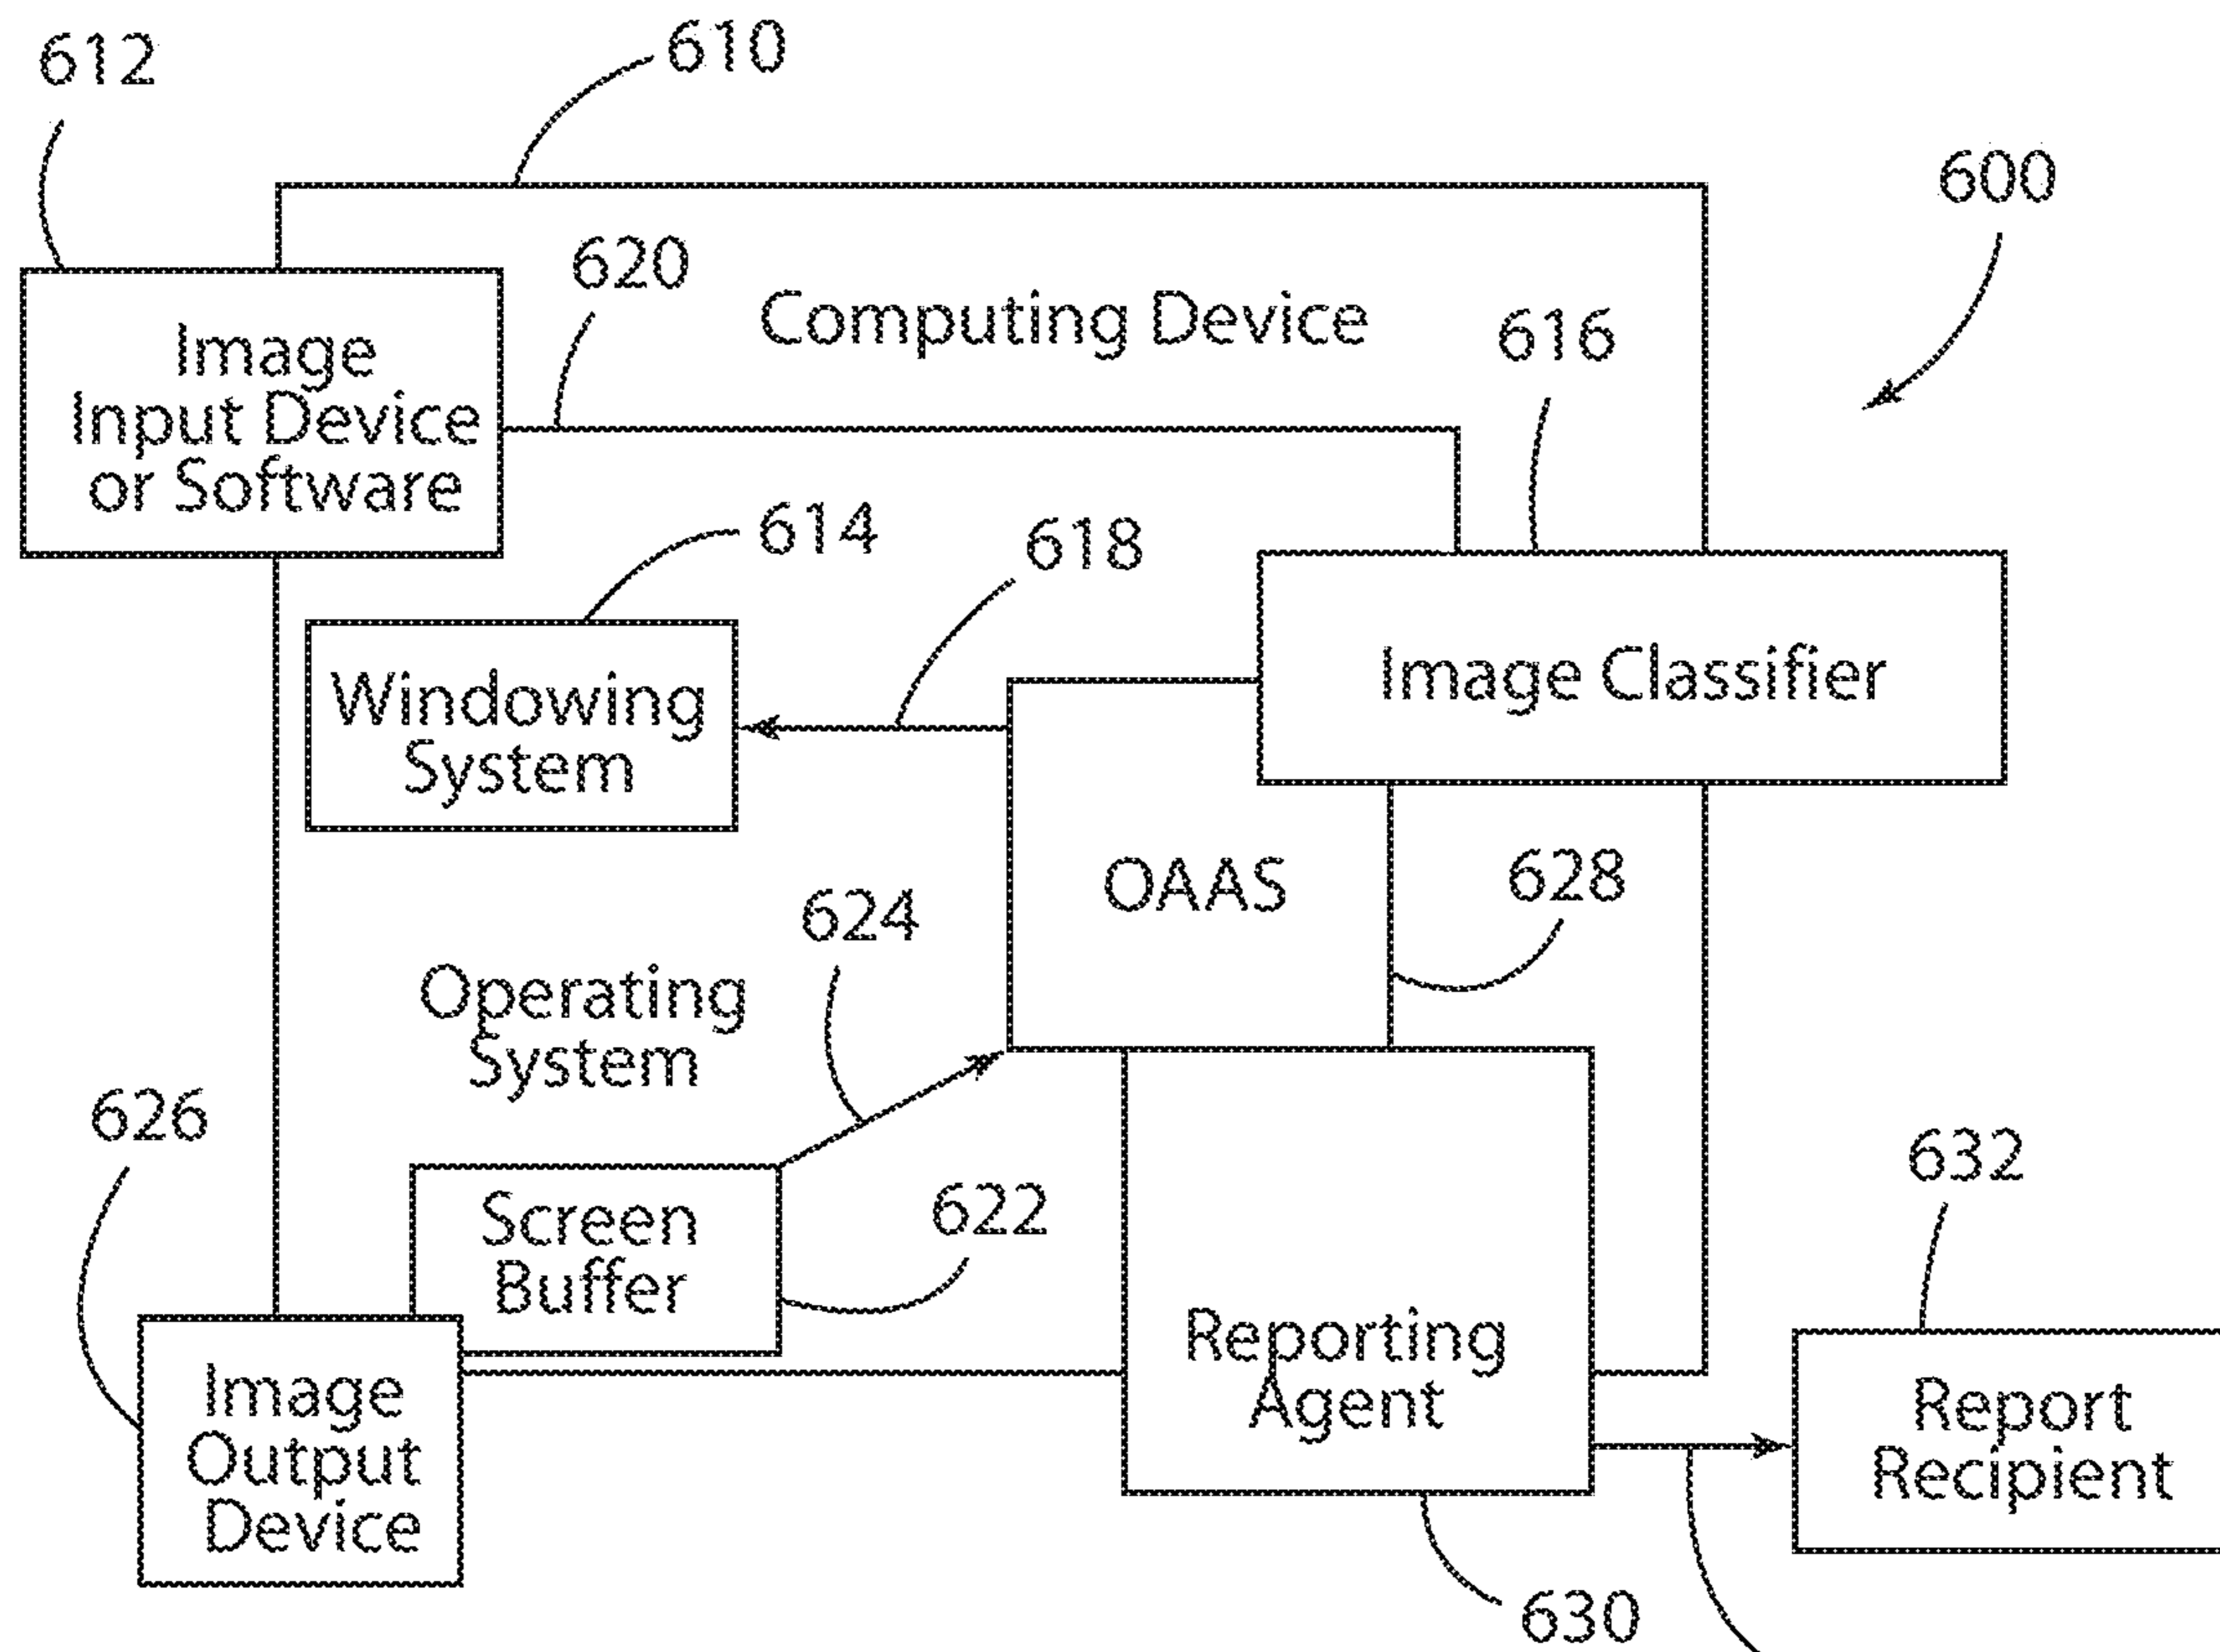 612
610
600
620
Computing Device
616
Image
Input Device
or Software
614
618
Windowing
System
Image Classifier
OAAS
628
624
Operating
System
626
632
622
Screen
Buffer
Reporting
Agent
Image
Output
Device
Report
Recipient
630